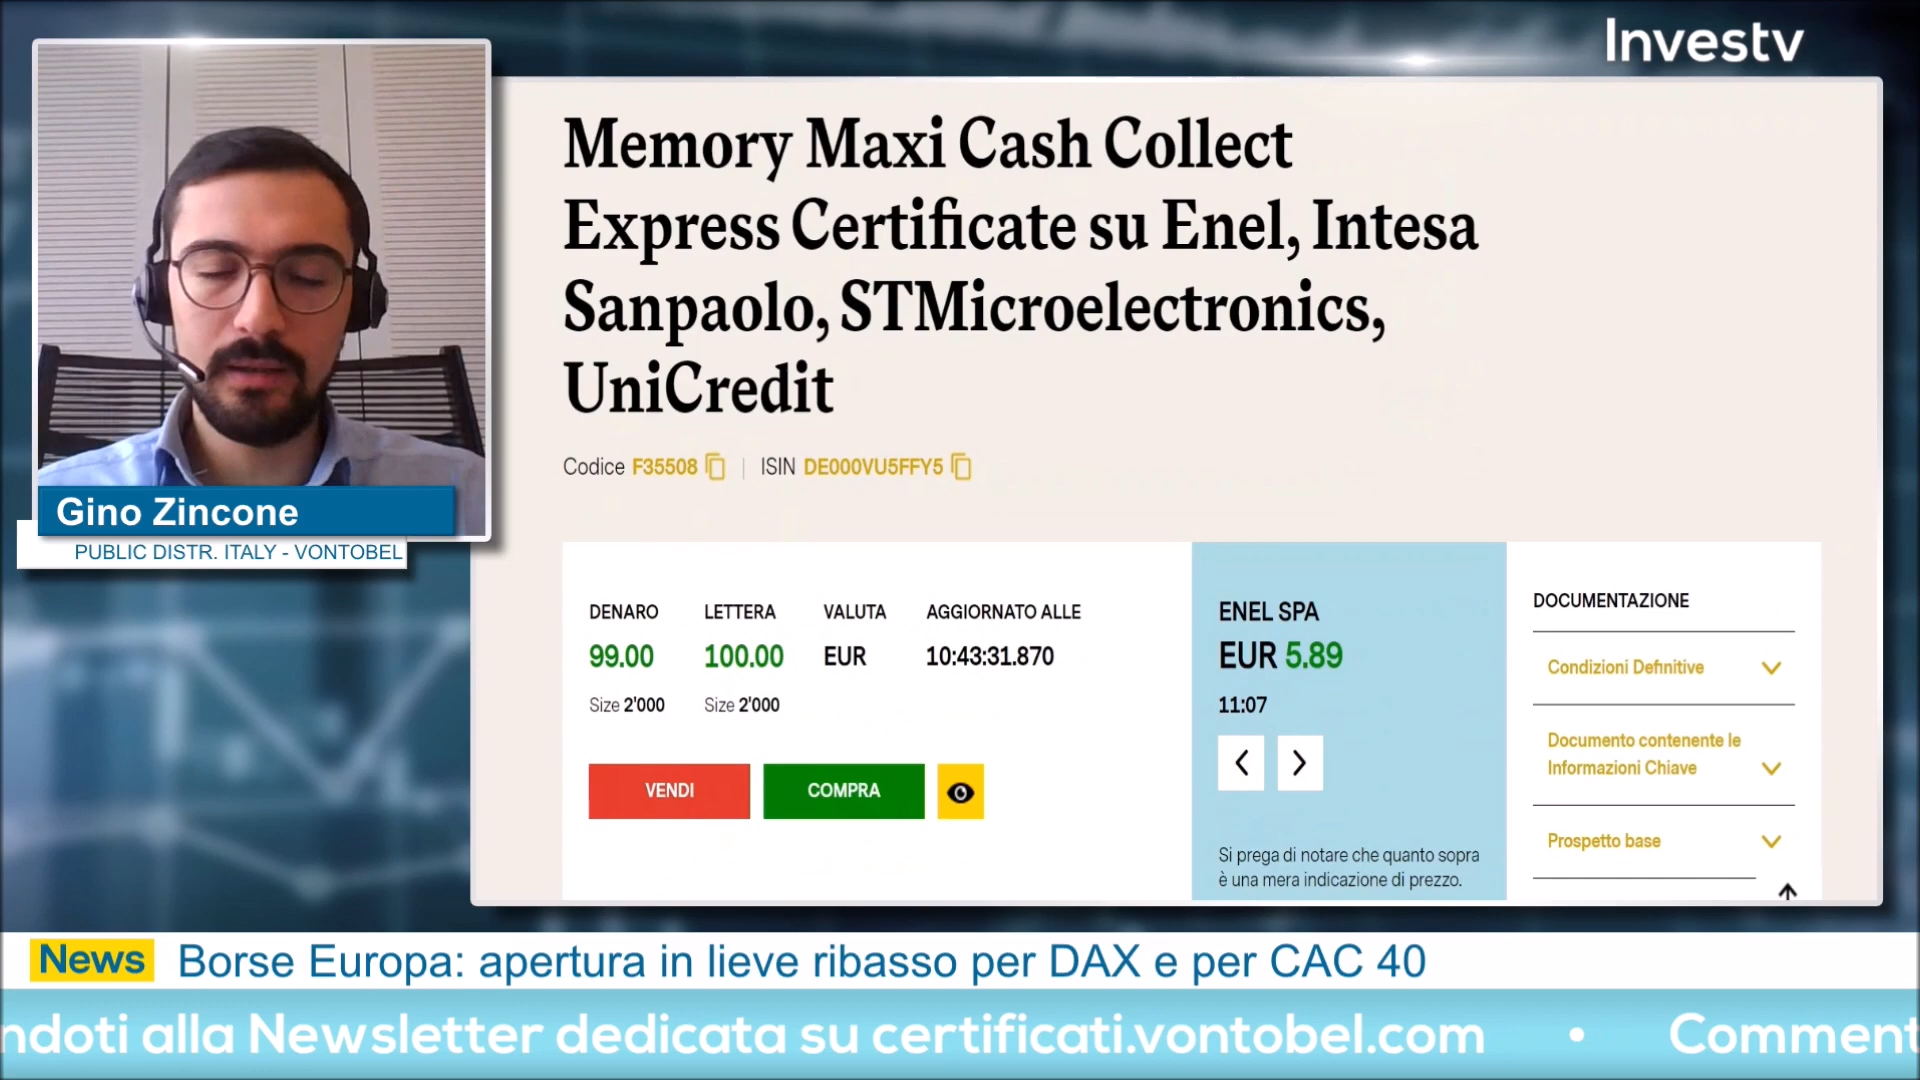 Investv
Memory Maxi Cash Collect
Express Certificate su Enel, Intesa
Sanpaolo, STMicroelectronics,
UniCredit
Codice F35508 | ISIN DE000VU5FFY5
Gino Zincone
PUBLIC DISTR. ITALY - VONTOBEL
DENARO LETTERA VALUTA AGGIORNATO ALLE
99.00 100.00 EUR 10:43:31.870
Size 2'000 Size 2'000
VENDI COMPRA
ENEL SPA
EUR 5.89
11:07
Si prega di notare che quanto sopra
è una mera indicazione di prezzo.
DOCUMENTAZIONE
Condizioni Definitive
Documento contenente le
Informazioni Chiave
Prospetto base
News Borse Europa: apertura in lieve ribasso per DAX e per CAC 40
ndoti alla Newsletter dedicata su certificati.vontobel.com • Comment